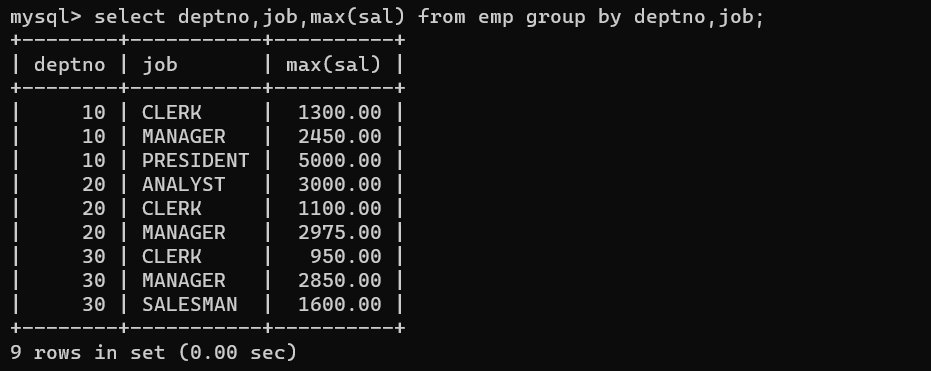 mysql> select deptno,job,max(sal) from emp group by deptno,job;
+--------+-----------+----------+
| deptno | job       | max(sal) |
+--------+-----------+----------+
|     10 | CLERK     |  1300.00 |
|     10 | MANAGER   |  2450.00 |
|     10 | PRESIDENT |  5000.00 |
|     20 | ANALYST   |  3000.00 |
|     20 | CLERK     |  1100.00 |
|     20 | MANAGER   |  2975.00 |
|     30 | CLERK     |   950.00 |
|     30 | MANAGER   |  2850.00 |
|     30 | SALESMAN  |  1600.00 |
+--------+-----------+----------+
9 rows in set (0.00 sec)